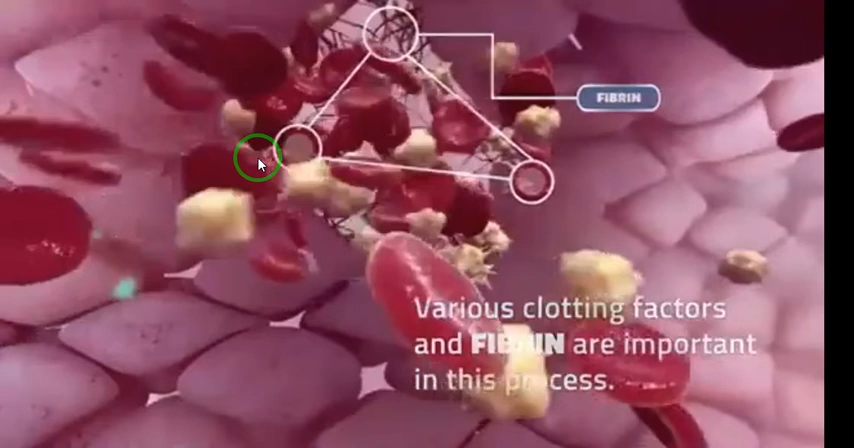 FIBRIN
Various clotting factors
and FIBRIN are important
in this process.